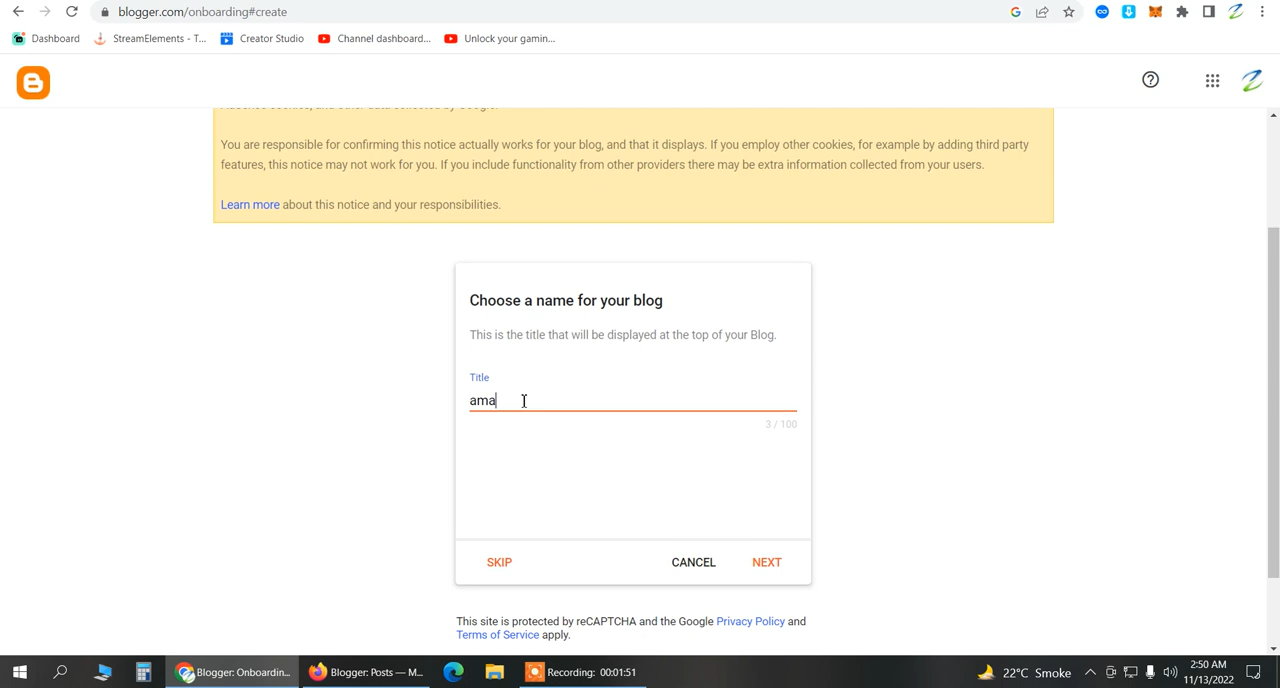 blogger.com/onboarding#create
Dashboard
StreamElements - T...
Creator Studio
Channel dashboard...
Unlock your gamin...
You are responsible for confirming this notice actually works for your blog, and that it displays. If you employ other cookies, for example by adding third party
features, this notice may not work for you. If you include functionality from other providers there may be extra information collected from your users.
Learn more about this notice and your responsibilities.
Choose a name for your blog
This is the title that will be displayed at the top of your Blog.
Title
ama
3 / 100
SKIP
CANCEL
NEXT
This site is protected by reCAPTCHA and the Google Privacy Policy and
Terms of Service apply.
Blogger: Onboardin...
Blogger: Posts — M...
Recording: 00:01:51
22°C Smoke
2:50 AM
11/13/2022